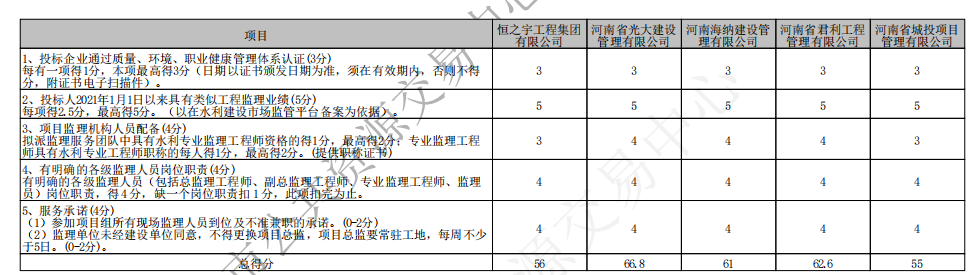 项目 恒之宇工程集团有限公司 河南省光大建设管理有限公司 河南海纳建设管理有限公司 河南省君利工程管理有限公司 河南省城投项目管理有限公司
1、投标企业通过质量、环境、职业健康管理体系认证(3分)
每有一项得1分，本项最高得3分（日期以证书颁发日期为准，须在有效期内，否则不得
分，附证书电子扫描件）。
3 3 3 3 3
2、投标人2021年1月1日以来具有类似工程监理业绩(5分)
每项得2.5分，最高得5分。（以在水利建设市场监管平台备案为依据）。
5 5 5 5 5
3、项目监理机构人员配备(4分)
拟派监理服务团队中具有水利专业监理工程师资格的得1分，最高得2分；专业监理工程
师具有水利专业工程师职称的每人得1分，最高得2分。(提供职称证书)
3 4 4 4 3
4、有明确的各级监理人员岗位职责(4分)
有明确的各级监理人员（包括总监理工程师、副总监理工程师、专业监理工程师、监理
员）岗位职责，得４分，缺一个岗位职责扣１分，此项扣完为止。
4 4 4 4 4
5、服务承诺(4分)
（1）参加项目组所有现场监理人员到位及不准兼职的承诺。(0-2分)
（2）监理单位未经建设单位同意，不得更换项目总监，项目总监要常驻工地，每周不少
于5日。(0-2分)。
4 4 4 4 4
总得分 56 66.8 61 62.6 55
市公共资源交易中心
源交易中心